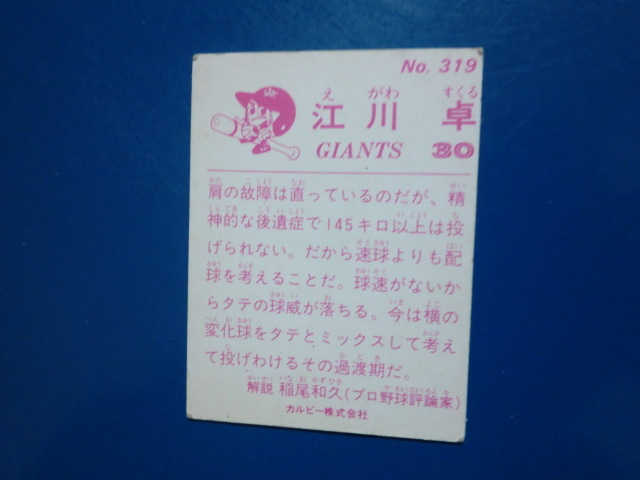 No. 319
えがわ すぐる
江川 卓
GIANTS 30
肩の故障は直っているのだが、精
神的な後遺症で145キロ以上は投
げられない。だから速球よりも配
球を考えることだ。球速がないか
らタテの球威が落ちる。今は横の
変化球をタテとミックスして考え
て投げわけるその過渡期だ。
解説 稲尾和久(プロ野球評論家)
カルビー株式会社